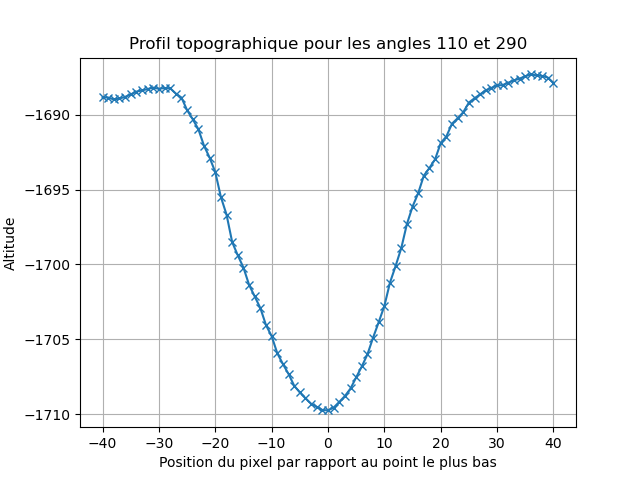 Profil topographique pour les angles 110 et 290
Altitude
−1690
−1695
−1700
−1705
−1710
−40 −30 −20 −10 0 10 20 30 40
Position du pixel par rapport au point le plus bas